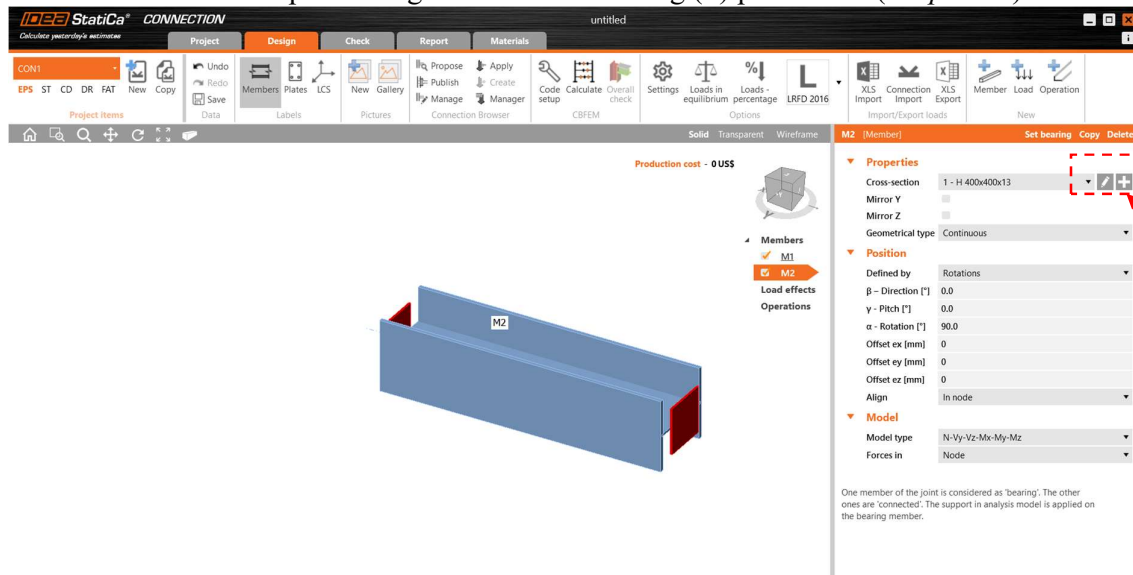 IDEA StatiCa® CONNECTION
untitled
Calculate yesterday's estimates
Project Design Check Report Materials
CON1
EPS ST CD DR FAT
New Copy
Undo
Redo
Save
Members Plates LCS
New Gallery
Propose Apply
Publish Create
Manage Manager
Code setup
Calculate
Overall check
Settings
Loads in equilibrium
Loads - percentage
LRFD 2016
XLS Import
Connection Import
XLS Export
Member Load Operation
Project items Data Labels Pictures Connection Browser CBFEM Options Import/Export loads New
Solid Transparent Wireframe
M2 [Member] Set bearing Copy Delete
Production cost - 0 US$
Members
M1
M2
Load effects
Operations
M2
Properties
Cross-section 1 - H 400x400x13
Mirror Y
Mirror Z
Geometrical type Continuous
Position
Defined by Rotations
β – Direction [°] 0.0
γ - Pitch [°] 0.0
α - Rotation [°] 90.0
Offset ex [mm] 0
Offset ey [mm] 0
Offset ez [mm] 0
Align In node
Model
Model type N-Vy-Vz-Mx-My-Mz
Forces in Node
One member of the joint is considered as 'bearing'. The other
ones are 'connected'. The support in analysis model is applied on
the bearing member.